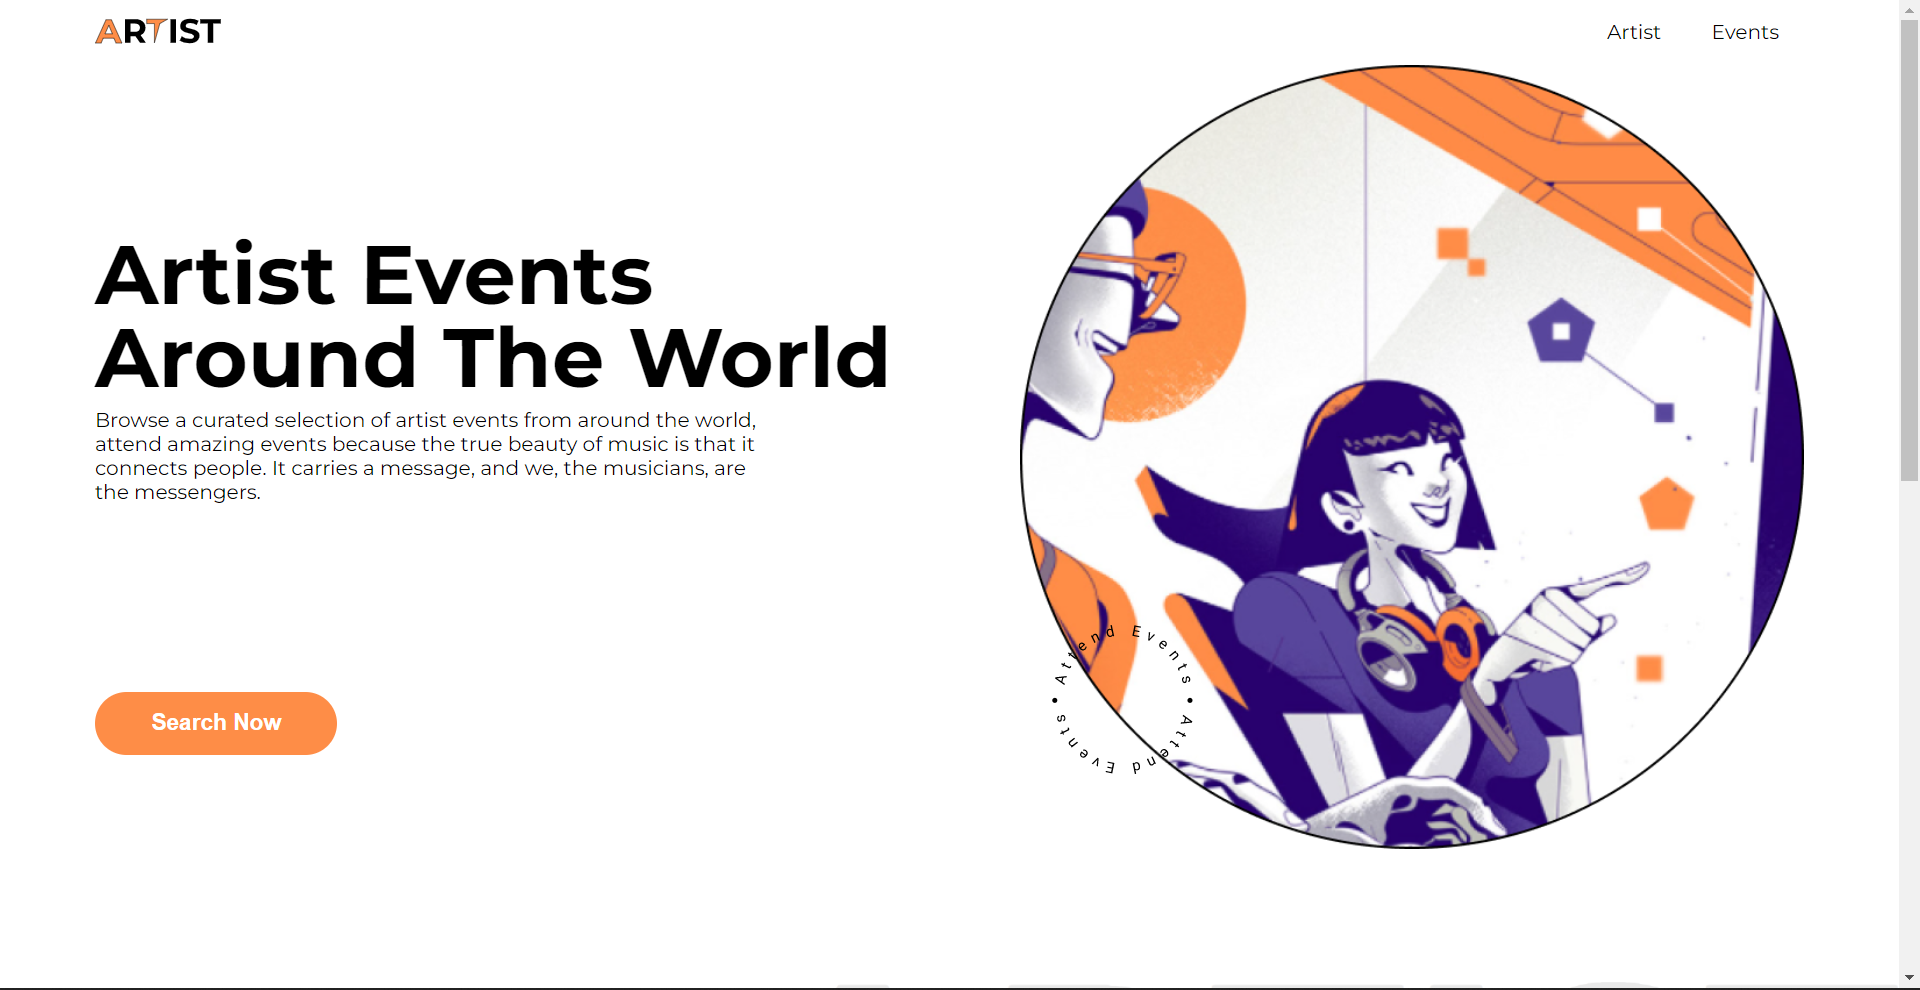 ARTIST
Artist
Events
Artist Events
Around The World
Browse a curated selection of artist events from around the world,
attend amazing events because the true beauty of music is that it
connects people. It carries a message, and we, the musicians, are
the messengers.
Search Now
Attend Events • Attend Events •